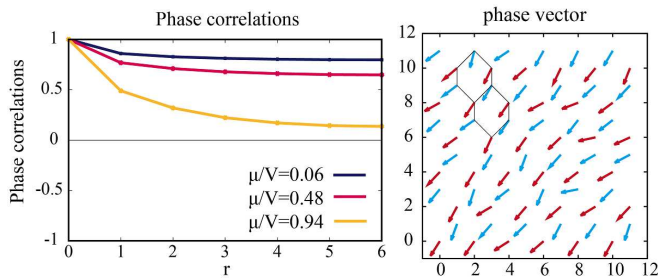 Phase correlations
Phase correlations
1
0.5
0
-0.5
-1
μ/V=0.06
μ/V=0.48
μ/V=0.94
0 1 2 3 4 5 6
r
phase vector
12
10
8
6
4
2
0
0 2 4 6 8 10 12